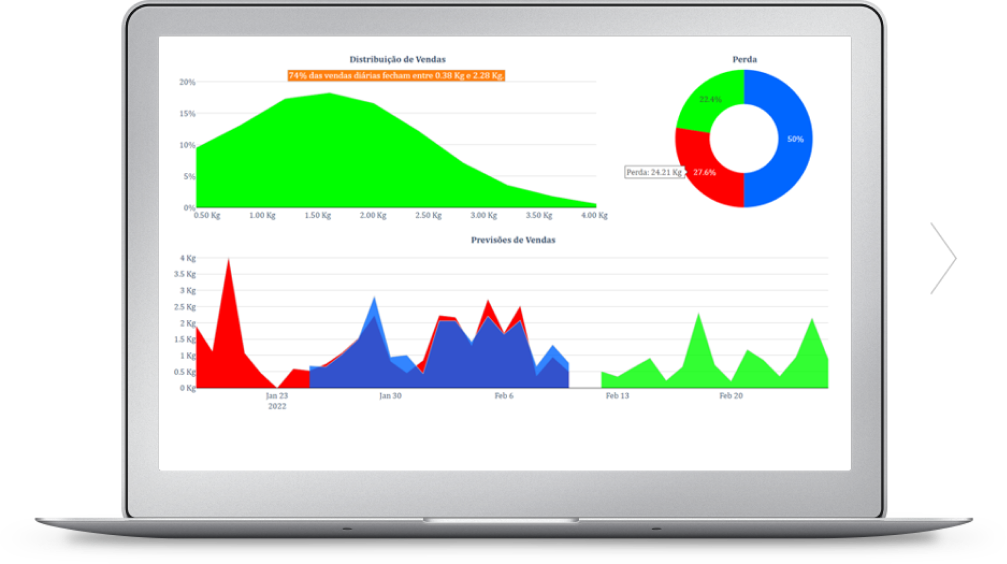 Distribuição de Vendas
74% das vendas diárias fecham entre 0.38 Kg e 2.28 Kg.
20%
15%
10%
5%
0%
0.50 Kg 1.00 Kg 1.50 Kg 2.00 Kg 2.50 Kg 3.00 Kg 3.50 Kg 4.00 Kg
Perda
22.4%
50%
Perda: 24.21 Kg
27.6%
Previsões de Vendas
4 Kg
3.5 Kg
3 Kg
2.5 Kg
2 Kg
1.5 Kg
1 Kg
0.5 Kg
0 Kg
Jan 23 Jan 30 Feb 6 Feb 13 Feb 20
2022